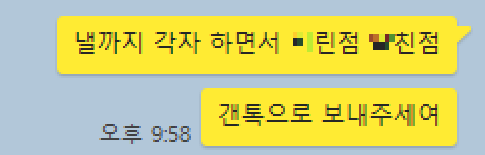 낼까지 각자 하면서 린점 친점
갠톡으로 보내주세여
오후 9:58